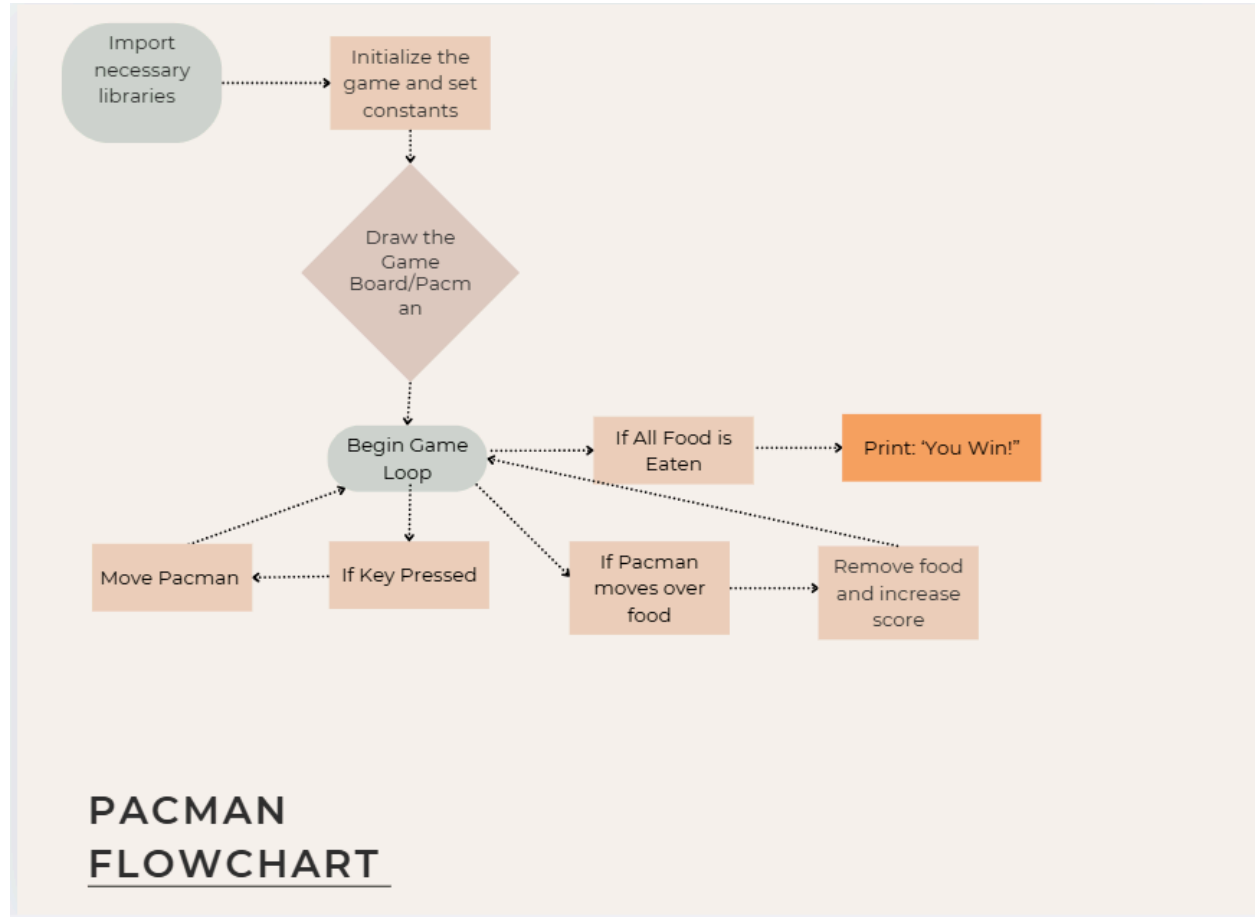 Import
necessary
libraries
Initialize the
game and set
constants
Draw the
Game
Board/Pacm
an
Begin Game
Loop
If All Food is
Eaten
Print: ‘You Win!”
Move Pacman
If Key Pressed
If Pacman
moves over
food
Remove food
and increase
score
PACMAN
FLOWCHART